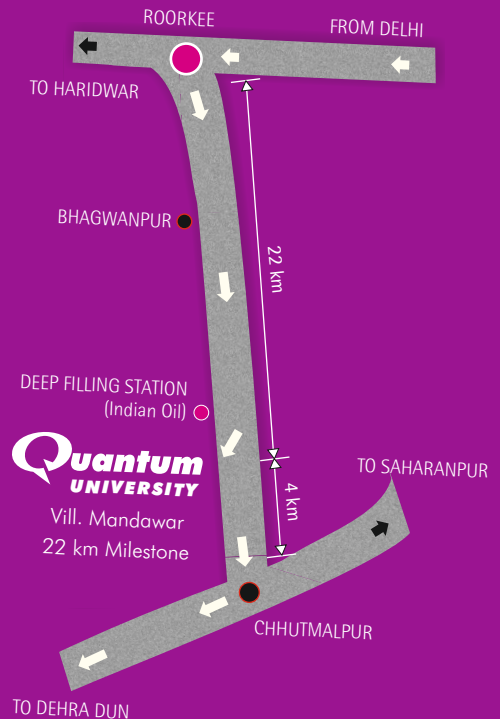 ROORKEE
FROM DELHI
TO HARIDWAR
BHAGWANPUR
22 km
DEEP FILLING STATION
(Indian Oil)
Quantum
UNIVERSITY
Vill. Mandawar
22 km Milestone
4 km
TO SAHARANPUR
CHHUTMALPUR
TO DEHRA DUN